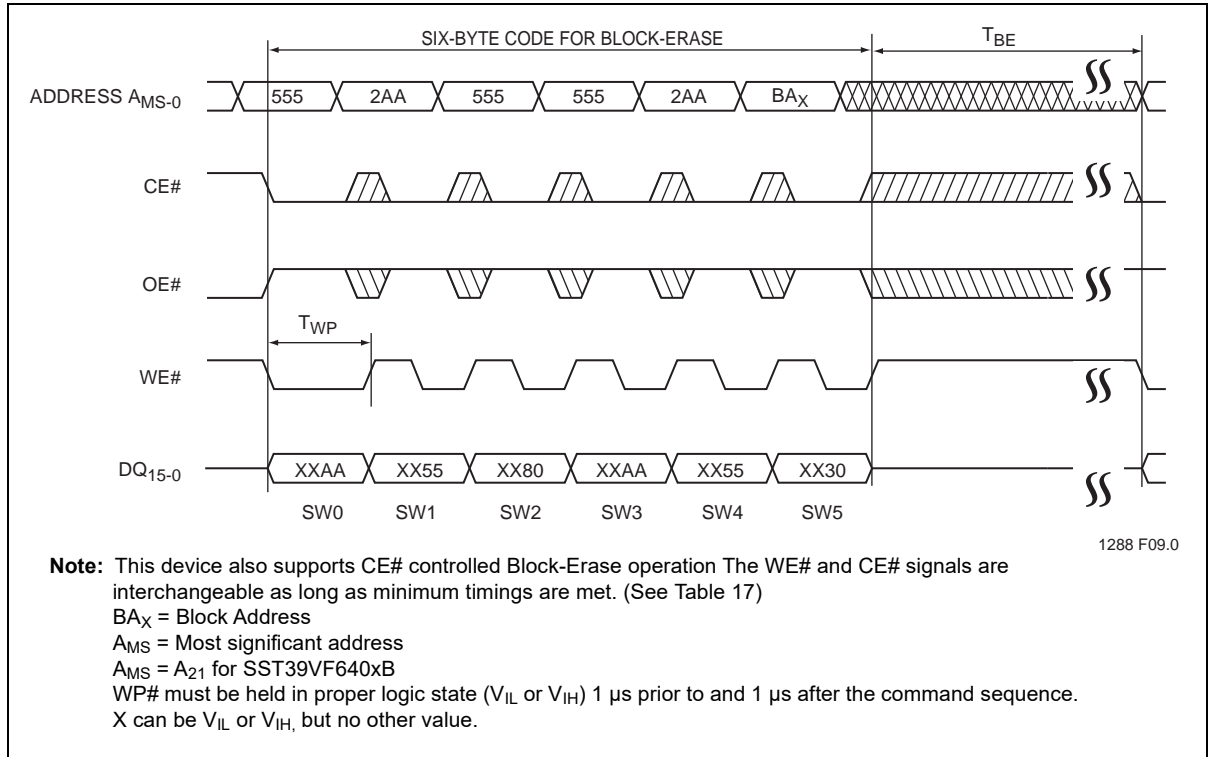 SIX-BYTE CODE FOR BLOCK-ERASE TBE
ADDRESS AMS-0 555 2AA 555 555 2AA BAX
CE#
OE#
TWP
WE#
DQ15-0 XXAA XX55 XX80 XXAA XX55 XX30
SW0 SW1 SW2 SW3 SW4 SW5
1288 F09.0
Note: This device also supports CE# controlled Block-Erase operation The WE# and CE# signals are
interchangeable as long as minimum timings are met. (See Table 17)
BAX = Block Address
AMS = Most significant address
AMS = A21 for SST39VF640xB
WP# must be held in proper logic state (VIL or VIH) 1 µs prior to and 1 µs after the command sequence.
X can be VIL or VIH, but no other value.